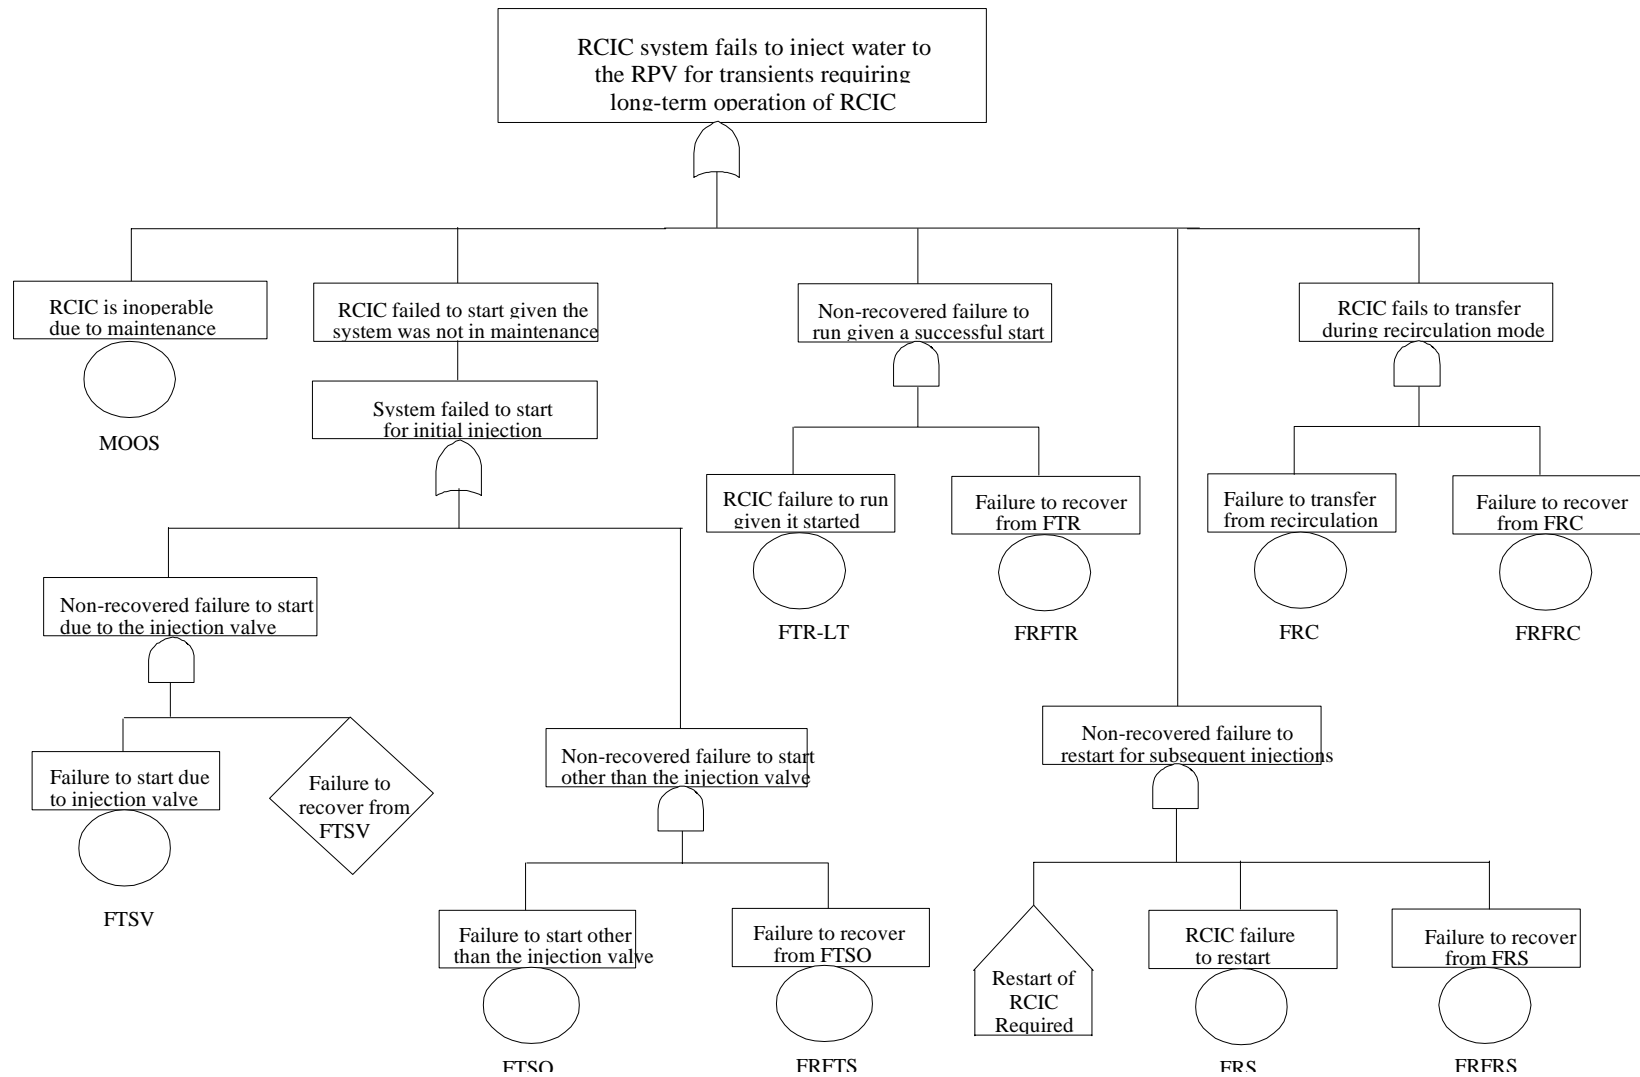 RCIC system fails to inject water to
the RPV for transients requiring
long-term operation of RCIC
RCIC is inoperable
due to maintenance
MOOS
RCIC failed to start given the
system was not in maintenance
System failed to start
for initial injection
Non-recovered failure to
run given a successful start
RCIC fails to transfer
during recirculation mode
RCIC failure to run
given it started
FTR-LT
Failure to recover
from FTR
FRFTR
Failure to transfer
from recirculation
FRC
Failure to recover
from FRC
FRFRC
Non-recovered failure to start
due to the injection valve
Failure to start due
to injection valve
FTSV
Failure to
recover from
FTSV
Non-recovered failure to start
other than the injection valve
Failure to start other
than the injection valve
FTSO
Failure to recover
from FTSO
FRFTS
Non-recovered failure to
restart for subsequent injections
Restart of
RCIC
Required
RCIC failure
to restart
FRS
Failure to recover
from FRS
FRFRS